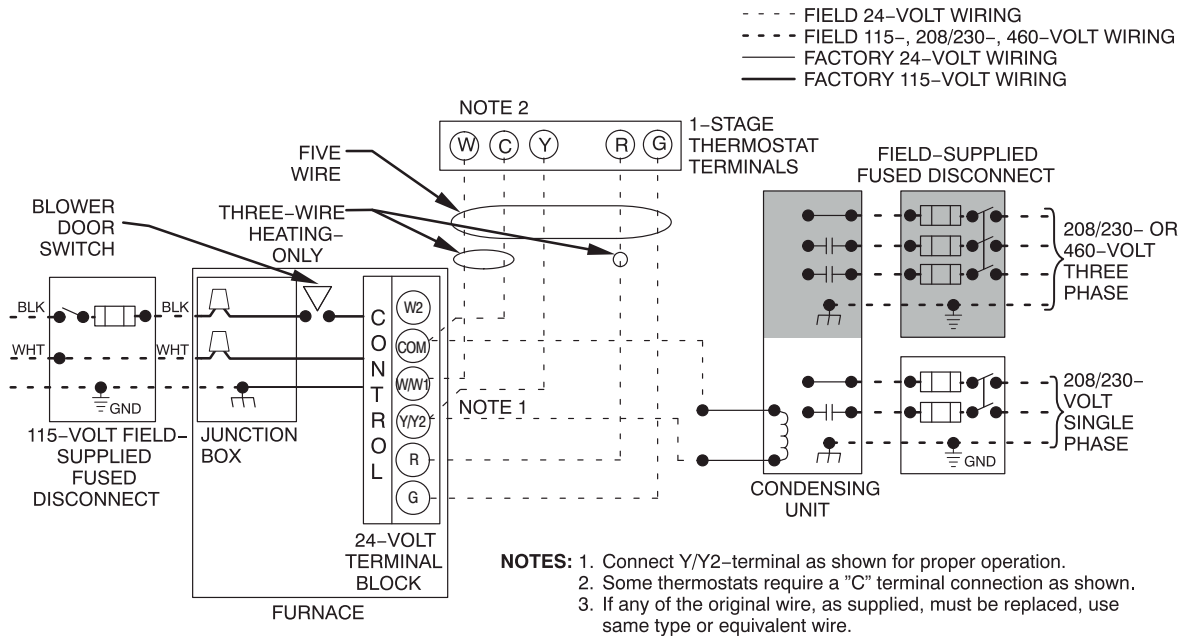 FIELD 24-VOLT WIRING
FIELD 115-, 208/230-, 460-VOLT WIRING
FACTORY 24-VOLT WIRING
FACTORY 115-VOLT WIRING
NOTE 2
W C Y R G
1-STAGE
THERMOSTAT
TERMINALS
FIVE
WIRE
THREE-WIRE
HEATING-
ONLY
BLOWER
DOOR
SWITCH
FIELD-SUPPLIED
FUSED DISCONNECT
208/230- OR
460-VOLT
THREE
PHASE
BLK
BLK
WHT
WHT
GND
CONTROL
W2
COM
W/W1
Y/Y2
R
G
NOTE 1
208/230-
VOLT
SINGLE
PHASE
GND
115-VOLT FIELD-
SUPPLIED
FUSED
DISCONNECT
JUNCTION
BOX
CONDENSING
UNIT
24-VOLT
TERMINAL
BLOCK
FURNACE
NOTES: 1. Connect Y/Y2-terminal as shown for proper operation.
2. Some thermostats require a "C" terminal connection as shown.
3. If any of the original wire, as supplied, must be replaced, use
same type or equivalent wire.